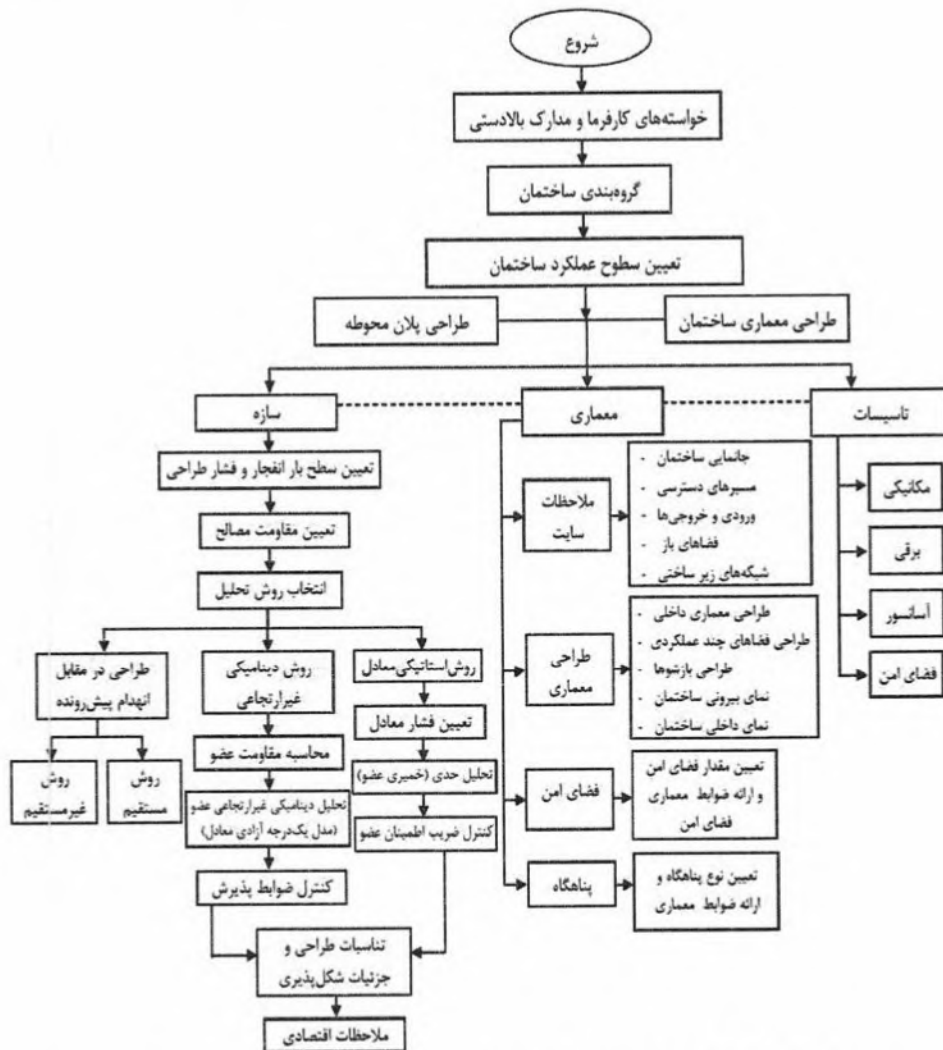 شروع
خواسته‌های کارفرما و مدارک بالادستی
گروه‌بندی ساختمان
تعیین سطوح عملکرد ساختمان
طراحی معماری ساختمان
طراحی پلان محوطه
تاسیسات
معماری
سازه
مکانیکی
برقی
آسانسور
فضای امن
ملاحظات
سایت
- جانمایی ساختمان
- مسیرهای دسترسی
- ورودی و خروجی‌ها
- فضاهای باز
- شبکه‌های زیر ساختی
طراحی
معماری
- طراحی معماری داخلی
- طراحی فضاهای چند عملکردی
- طراحی بازشوها
- نمای بیرونی ساختمان
- نمای داخلی ساختمان
فضای امن
تعیین مقدار فضای امن
و ارائه ضوابط معماری
فضای امن
پناهگاه
تعیین نوع پناهگاه و
ارائه ضوابط معماری
تعیین سطح بار انفجار و فشار طراحی
تعیین مقاومت مصالح
انتخاب روش تحلیل
روش استاتیکی معادل
تعیین فشار معادل
تحلیل حدی (خمیری عضو)
کنترل ضریب اطمینان عضو
روش دینامیکی
غیرارتجاعی
محاسبه مقاومت عضو
تحلیل دینامیکی غیرارتجاعی عضو
(مدل یک‌درجه آزادی معادل)
کنترل ضوابط پذیرش
طراحی در مقابل
انهدام پیش‌رونده
روش
مستقیم
روش
غیرمستقیم
تناسبات طراحی و
جزئیات شکل‌پذیری
ملاحظات اقتصادی